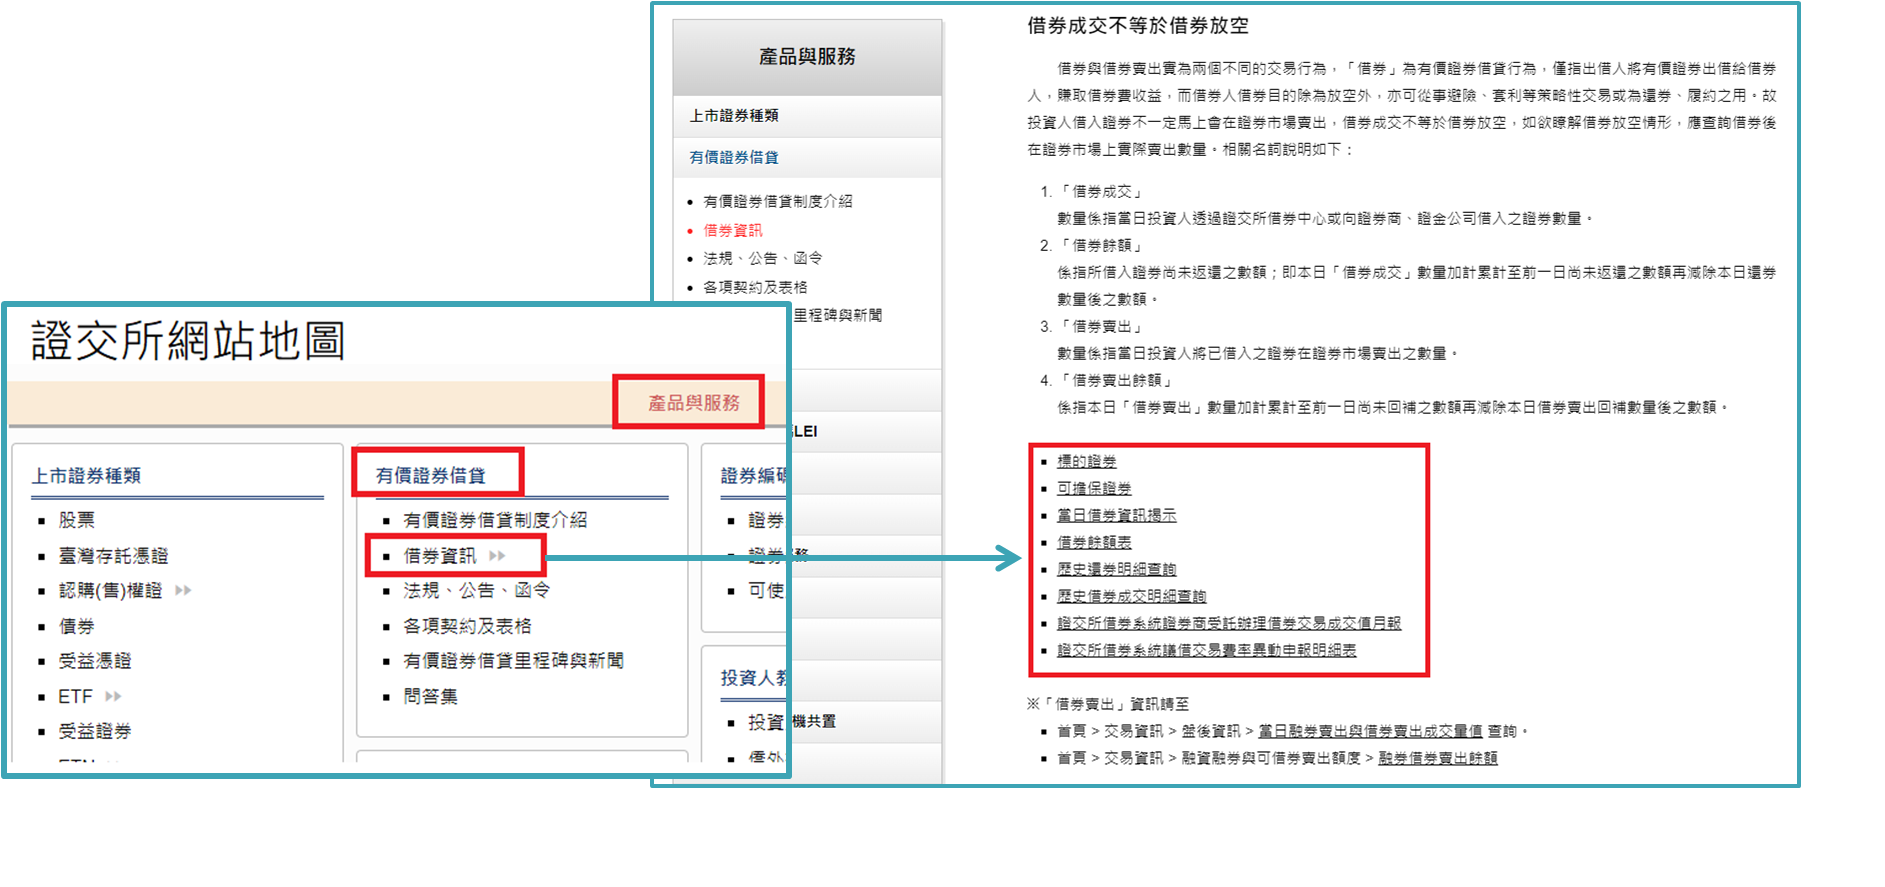 證交所網站地圖
產品與服務
上市證券種類
股票
臺灣存託憑證
認購(售)權證
債券
受益憑證
ETF
受益證券
有價證券借貸
有價證券借貸制度介紹
借券資訊
法規、公告、函令
各項契約及表格
有價證券借貸里程碑與新聞
問答集
證券編
證券
可使
投資人教
投資
僑外
產品與服務
上市證券種類
有價證券借貸
有價證券借貸制度介紹
借券資訊
法規、公告、函令
各項契約及表格
里程碑與新聞
LEI
務
機共置
借券成交不等於借券放空
借券與借券賣出實為兩個不同的交易行為，「借券」為有價證券借貸行為，僅指出借人將有價證券出借給借券
人，賺取借券費收益，而借券人借券目的除為放空外，亦可從事避險、套利等策略性交易或為還券、履約之用。故
投資人借入證券不一定馬上會在證券市場賣出，借券成交不等於借券放空，如欲瞭解借券放空情形，應查詢借券後
在證券市場上實際賣出數量。相關名詞說明如下：
1. 「借券成交」
數量係指當日投資人透過證交所借券中心或向證券商、證金公司借入之證券數量。
2. 「借券餘額」
係指所借入證券尚未返還之數額；即本日「借券成交」數量加計累計至前一日尚未返還之數額再減除本日還券
數量後之數額。
3. 「借券賣出」
數量係指當日投資人將已借入之證券在證券市場賣出之數量。
4. 「借券賣出餘額」
係指本日「借券賣出」數量加計累計至前一日尚未回補之數額再減除本日借券賣出回補數量後之數額。
標的證券
可擔保證券
當日借券資訊揭示
借券餘額表
歷史還券明細查詢
歷史借券成交明細查詢
證交所借券系統證券商受託辦理借券交易成交值月報
證交所借券系統議借交易費率異動申報明細表
※「借券賣出」資訊請至
首頁 > 交易資訊 > 盤後資訊 > 當日融券賣出與借券賣出成交量值 查詢。
首頁 > 交易資訊 > 融資融券與可借券賣出額度 > 融券借券賣出餘額